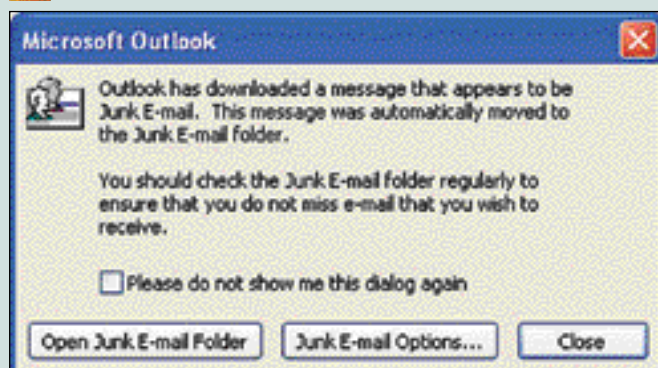 Microsoft Outlook
Outlook has downloaded a message that appears to be
Junk E-mail. This message was automatically moved to
the Junk E-mail folder.
You should check the Junk E-mail folder regularly to
ensure that you do not miss e-mail that you wish to
receive.
Please do not show me this dialog again
Open Junk E-mail Folder
Junk E-mail Options...
Close